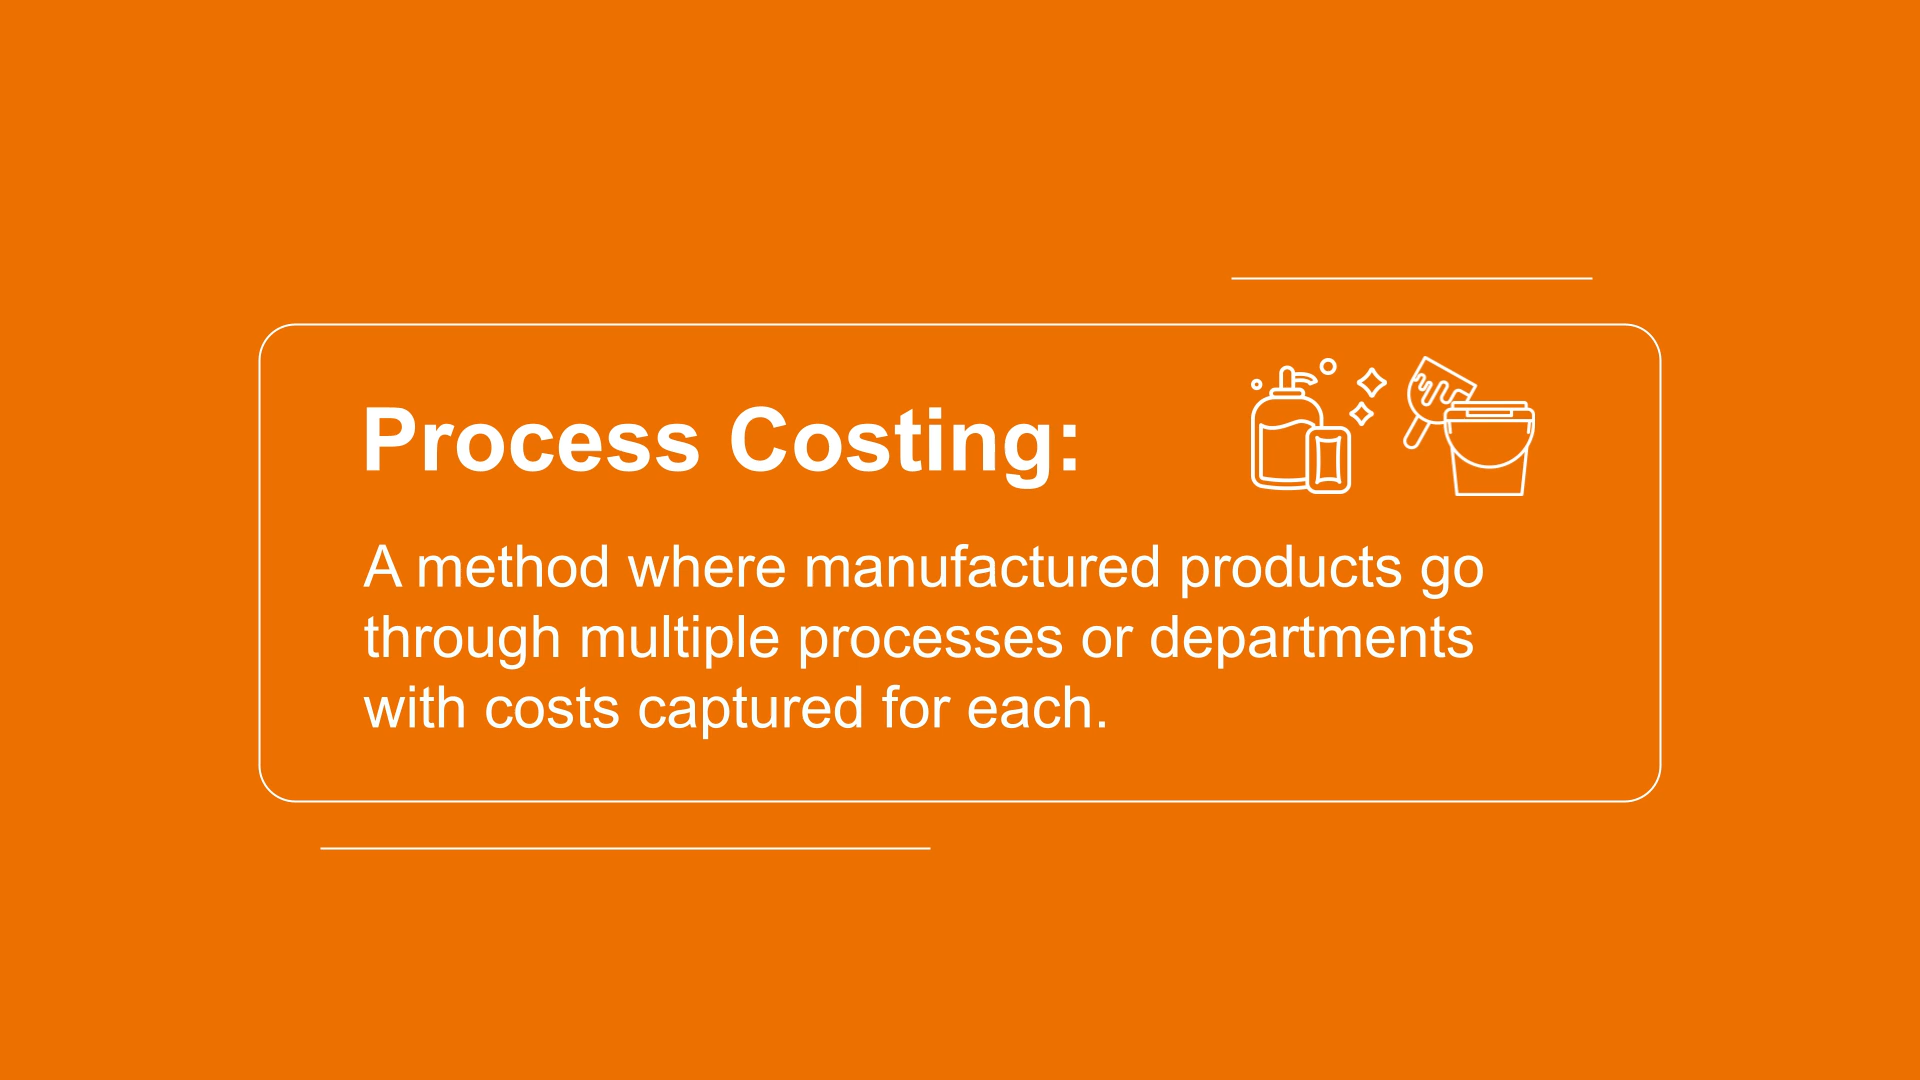 Process Costing:
A method where manufactured products go
through multiple processes or departments
with costs captured for each.